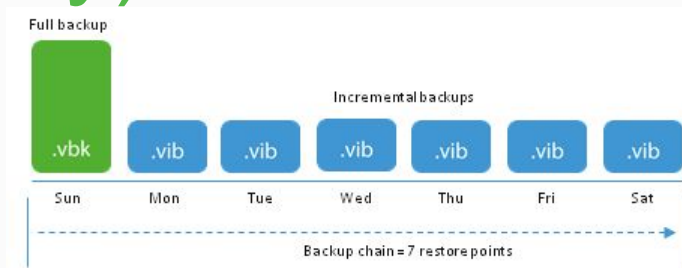 Full backup
Incremental backups
.vbk .vib .vib .vib .vib .vib .vib
Sun Mon Tue Wed Thu Fri Sat
Backup chain = 7 restore points